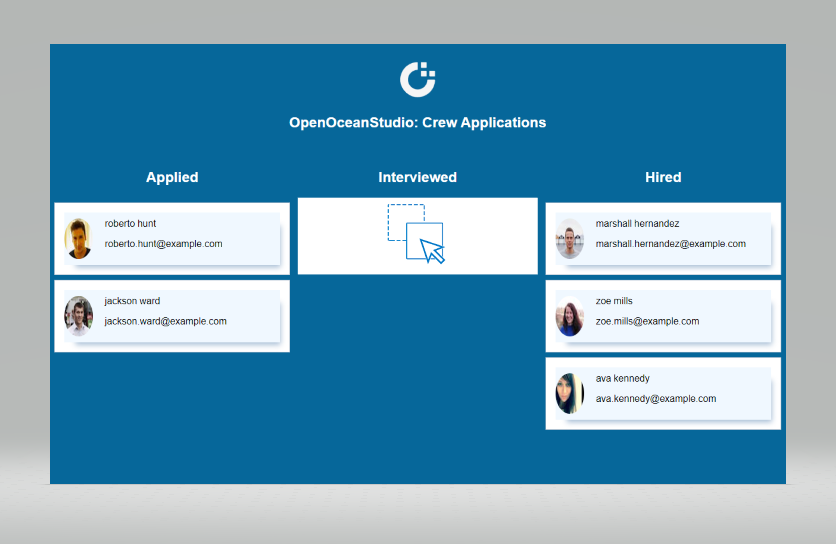 OpenOceanStudio: Crew Applications
Applied
roberto hunt
roberto.hunt@example.com
jackson ward
jackson.ward@example.com
Interviewed
Hired
marshall hernandez
marshall.hernandez@example.com
zoe mills
zoe.mills@example.com
ava kennedy
ava.kennedy@example.com